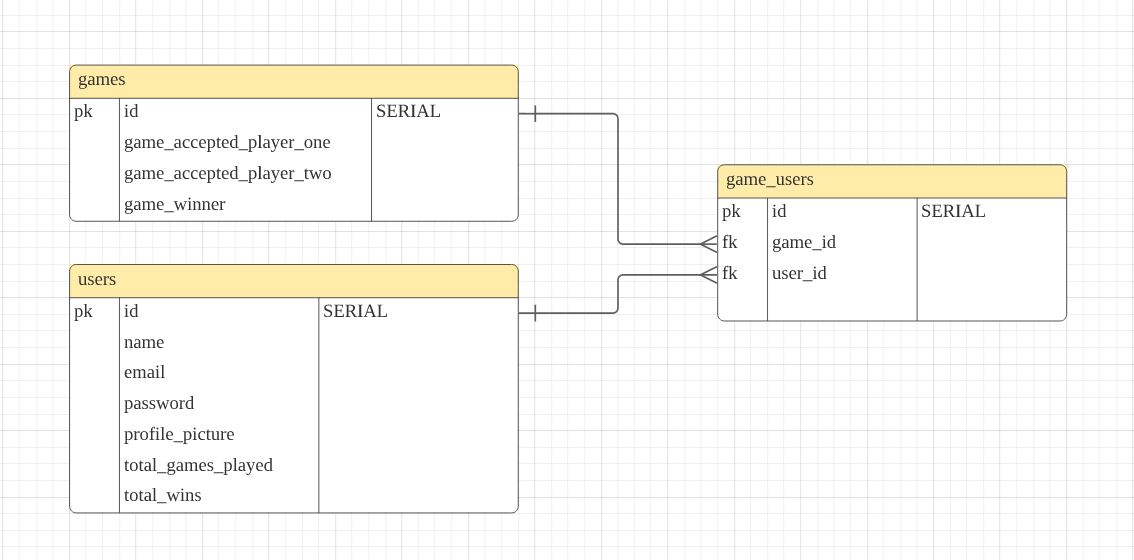 games
pk id SERIAL
game_accepted_player_one
game_accepted_player_two
game_winner
users
pk id SERIAL
name
email
password
profile_picture
total_games_played
total_wins
game_users
pk id SERIAL
fk game_id
fk user_id